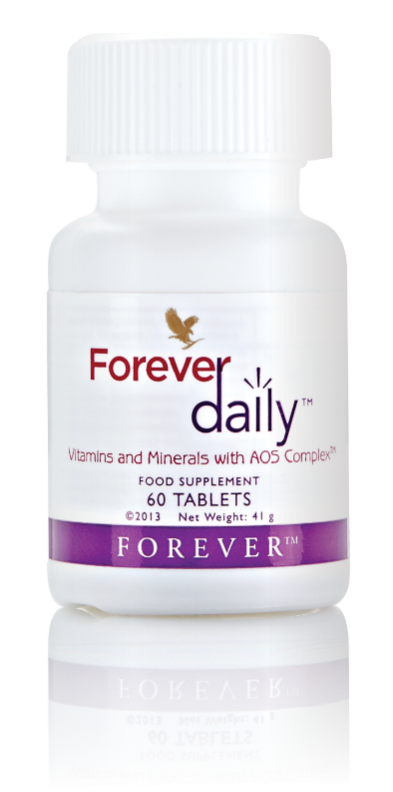 Forever
daily™
Vitamins and Minerals with AOS Complex™
FOOD SUPPLEMENT
60 TABLETS
©2013 Net Weight: 41 g
FOREVER™